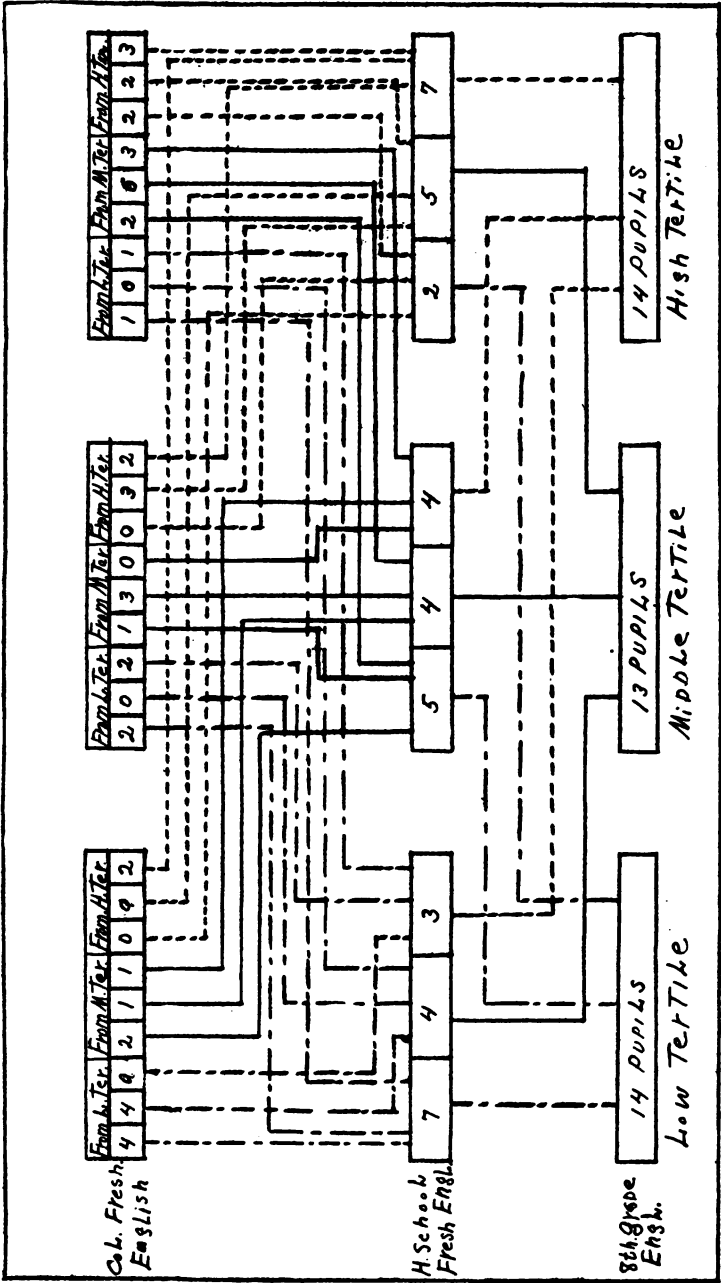 From L. Ter. From M. Ter. From H. Ter. From L. Ter. From M. Ter. From H. Ter. From L. Ter. From M. Ter. From H. Ter.
Col. Fresh. 4 4 0 2 1 1 0 0 2 2 0 2 1 3 0 0 3 2 1 0 1 2 6 3 2 2 3
English
H. School 7 4 3 5 4 4 2 5 7
Fresh Engl.
8th. grade 14 PUPILS 13 PUPILS 14 PUPILS
Engl.
Low TerTile Middle TerTile High TerTile